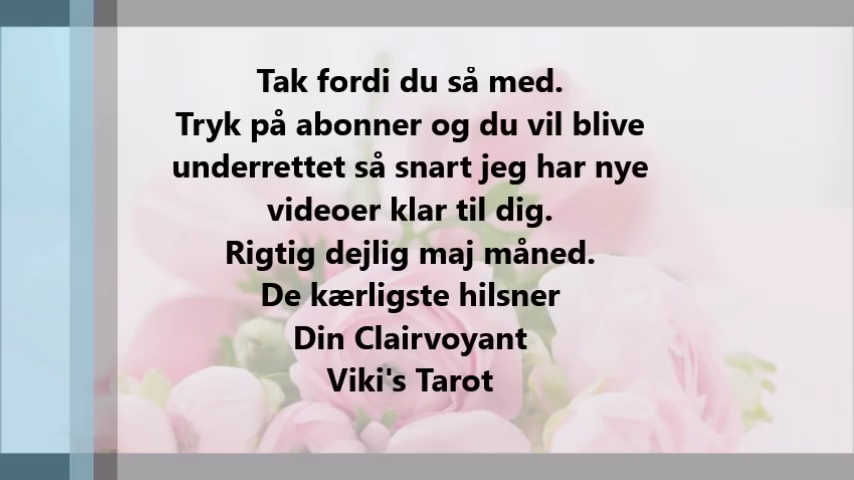 Tak fordi du så med.
Tryk på abonner og du vil blive
underrettet så snart jeg har nye
videoer klar til dig.
Rigtig dejlig maj måned.
De kærligste hilsner
Din Clairvoyant
Viki's Tarot